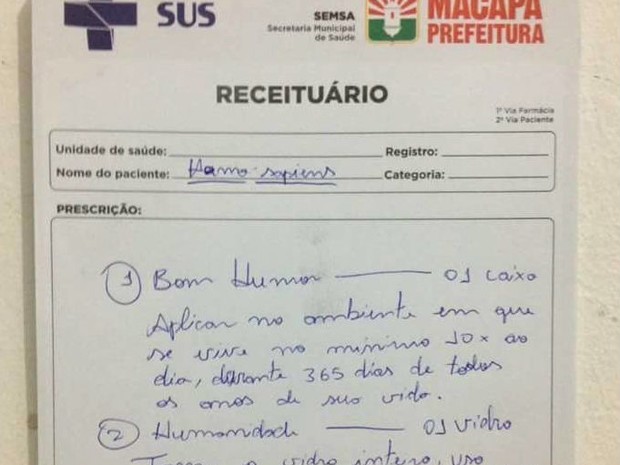 SUS
SEMSA
Secretaria Municipal
de Saúde
MACAPÁ
PREFEITURA
RECEITUÁRIO
1ª Via Farmácia
2ª Via Paciente
Unidade de saúde: Registro:
Nome do paciente: Homo sapiens Categoria:
PRESCRIÇÃO:
1 Bom Humor — 01 caixa
Aplicar no ambiente em que
se vive no mínimo 10x ao
dia, durante 365 dias de todos
os anos de sua vida.
2 Humanidade — 01 vidro
o vidro inteiro, uso